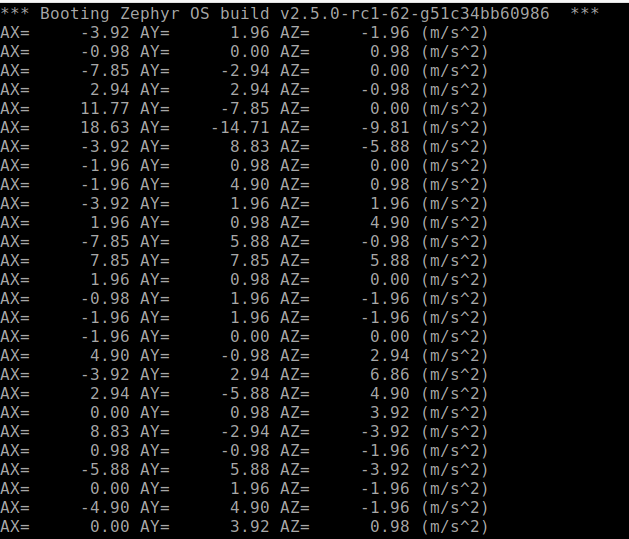 *** Booting Zephyr OS build v2.5.0-rc1-62-g51c34bb60986  ***
AX=     -3.92 AY=      1.96 AZ=     -1.96 (m/s^2)
AX=     -0.98 AY=      0.00 AZ=      0.98 (m/s^2)
AX=     -7.85 AY=     -2.94 AZ=      0.00 (m/s^2)
AX=      2.94 AY=      2.94 AZ=     -0.98 (m/s^2)
AX=     11.77 AY=     -7.85 AZ=      0.00 (m/s^2)
AX=     18.63 AY=    -14.71 AZ=     -9.81 (m/s^2)
AX=     -3.92 AY=      8.83 AZ=     -5.88 (m/s^2)
AX=     -1.96 AY=      0.98 AZ=      0.00 (m/s^2)
AX=     -1.96 AY=      4.90 AZ=      0.98 (m/s^2)
AX=     -3.92 AY=      1.96 AZ=      1.96 (m/s^2)
AX=      1.96 AY=      0.98 AZ=      4.90 (m/s^2)
AX=     -7.85 AY=      5.88 AZ=     -0.98 (m/s^2)
AX=      7.85 AY=      7.85 AZ=      5.88 (m/s^2)
AX=      1.96 AY=      0.98 AZ=      0.00 (m/s^2)
AX=     -0.98 AY=      1.96 AZ=     -1.96 (m/s^2)
AX=     -1.96 AY=      1.96 AZ=     -1.96 (m/s^2)
AX=     -1.96 AY=      0.00 AZ=      0.00 (m/s^2)
AX=      4.90 AY=     -0.98 AZ=      2.94 (m/s^2)
AX=     -3.92 AY=      2.94 AZ=      6.86 (m/s^2)
AX=      2.94 AY=     -5.88 AZ=      4.90 (m/s^2)
AX=      0.00 AY=      0.98 AZ=      3.92 (m/s^2)
AX=      8.83 AY=     -2.94 AZ=     -3.92 (m/s^2)
AX=      0.98 AY=     -0.98 AZ=     -1.96 (m/s^2)
AX=     -5.88 AY=      5.88 AZ=     -3.92 (m/s^2)
AX=      0.00 AY=      1.96 AZ=     -1.96 (m/s^2)
AX=     -4.90 AY=      4.90 AZ=     -1.96 (m/s^2)
AX=      0.00 AY=      3.92 AZ=      0.98 (m/s^2)